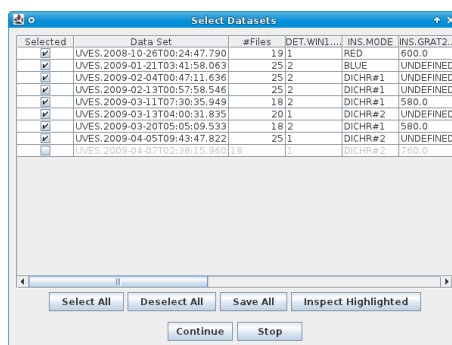 Select Datasets
Selected Data Set #Files DET.WIN1.... INS.MODE INS.GRAT2...
UVES.2008-10-26T00:24:47.790 19 1 RED 600.0
UVES.2009-01-21T03:41:58.063 25 2 BLUE UNDEFINED
UVES.2009-02-04T00:47:11.636 25 2 DICHR#1 UNDEFINED
UVES.2009-02-13T00:57:58.546 25 2 DICHR#1 UNDEFINED
UVES.2009-03-11T07:30:35.949 18 2 DICHR#1 580.0
UVES.2009-03-13T04:00:31.835 20 1 DICHR#2 UNDEFINED
UVES.2009-03-20T05:05:09.533 18 2 DICHR#1 580.0
UVES.2009-04-05T09:43:47.822 25 1 DICHR#2 UNDEFINED
UVES.2009-04-07T02:38:15.960 18 1 DICHR#2 760.0
Select All Deselect All Save All Inspect Highlighted
Continue Stop